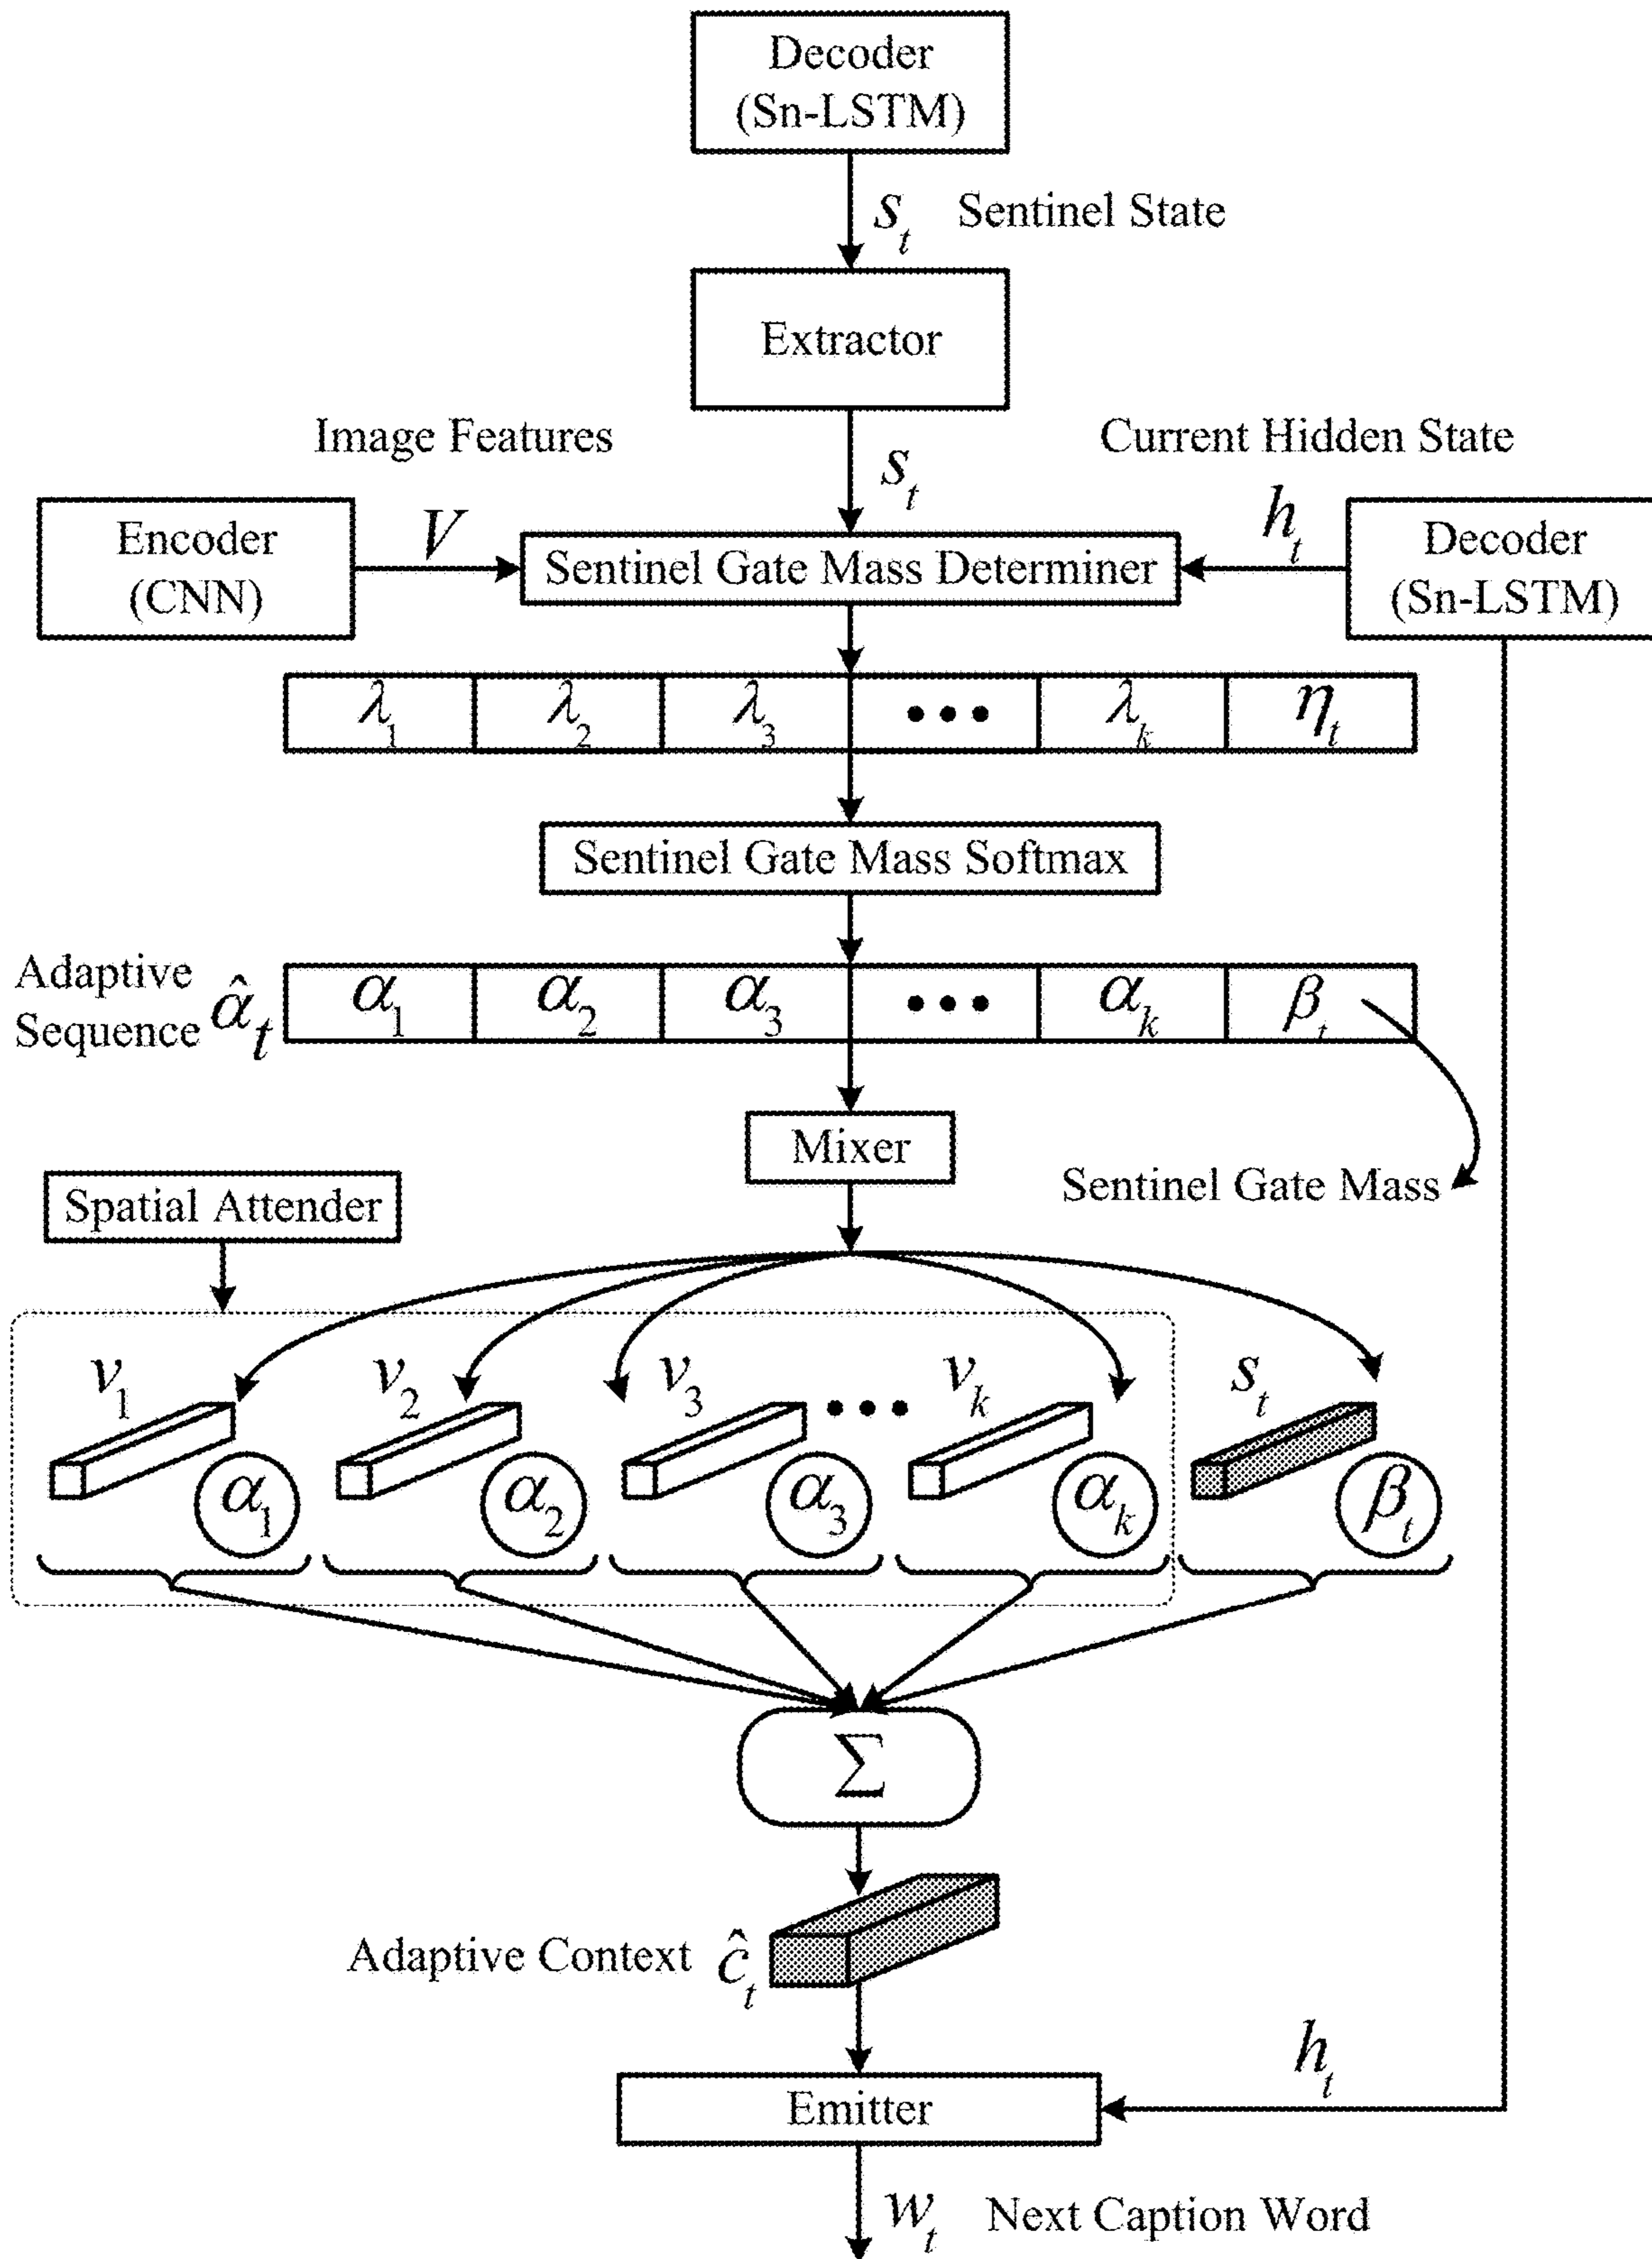 Decoder
(Sn-LSTM)
s_t Sentinel State
Extractor
Image Features
s_t
Current Hidden State
Encoder
(CNN)
V
Sentinel Gate Mass Determiner
h_t
Decoder
(Sn-LSTM)
λ_1 λ_2 λ_3 ••• λ_k η_t
Sentinel Gate Mass Softmax
Adaptive
Sequence α̂_t
α_1 α_2 α_3 ••• α_k β_t
Mixer
Sentinel Gate Mass
Spatial Attender
v_1 v_2 v_3 ••• v_k s_t
α_1 α_2 α_3 α_k β_t
Σ
Adaptive Context ĉ_t
h_t
Emitter
w_t Next Caption Word